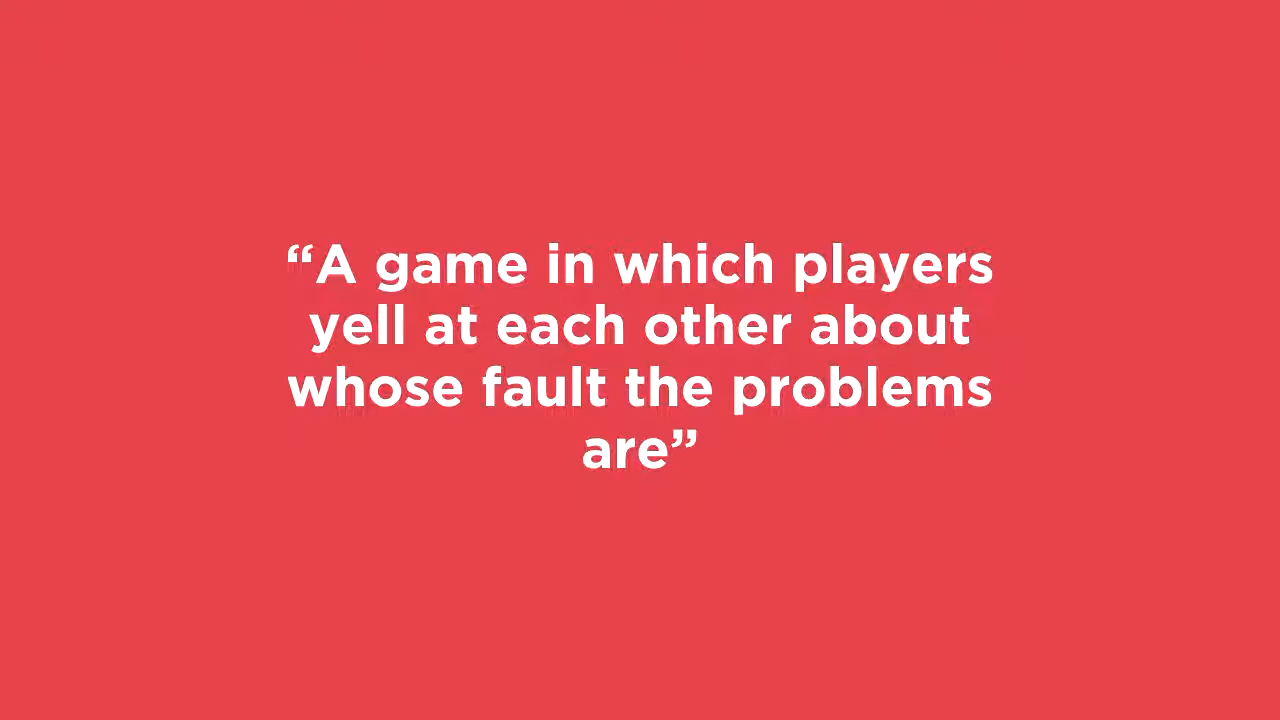 “A game in which players
yell at each other about
whose fault the problems
are”